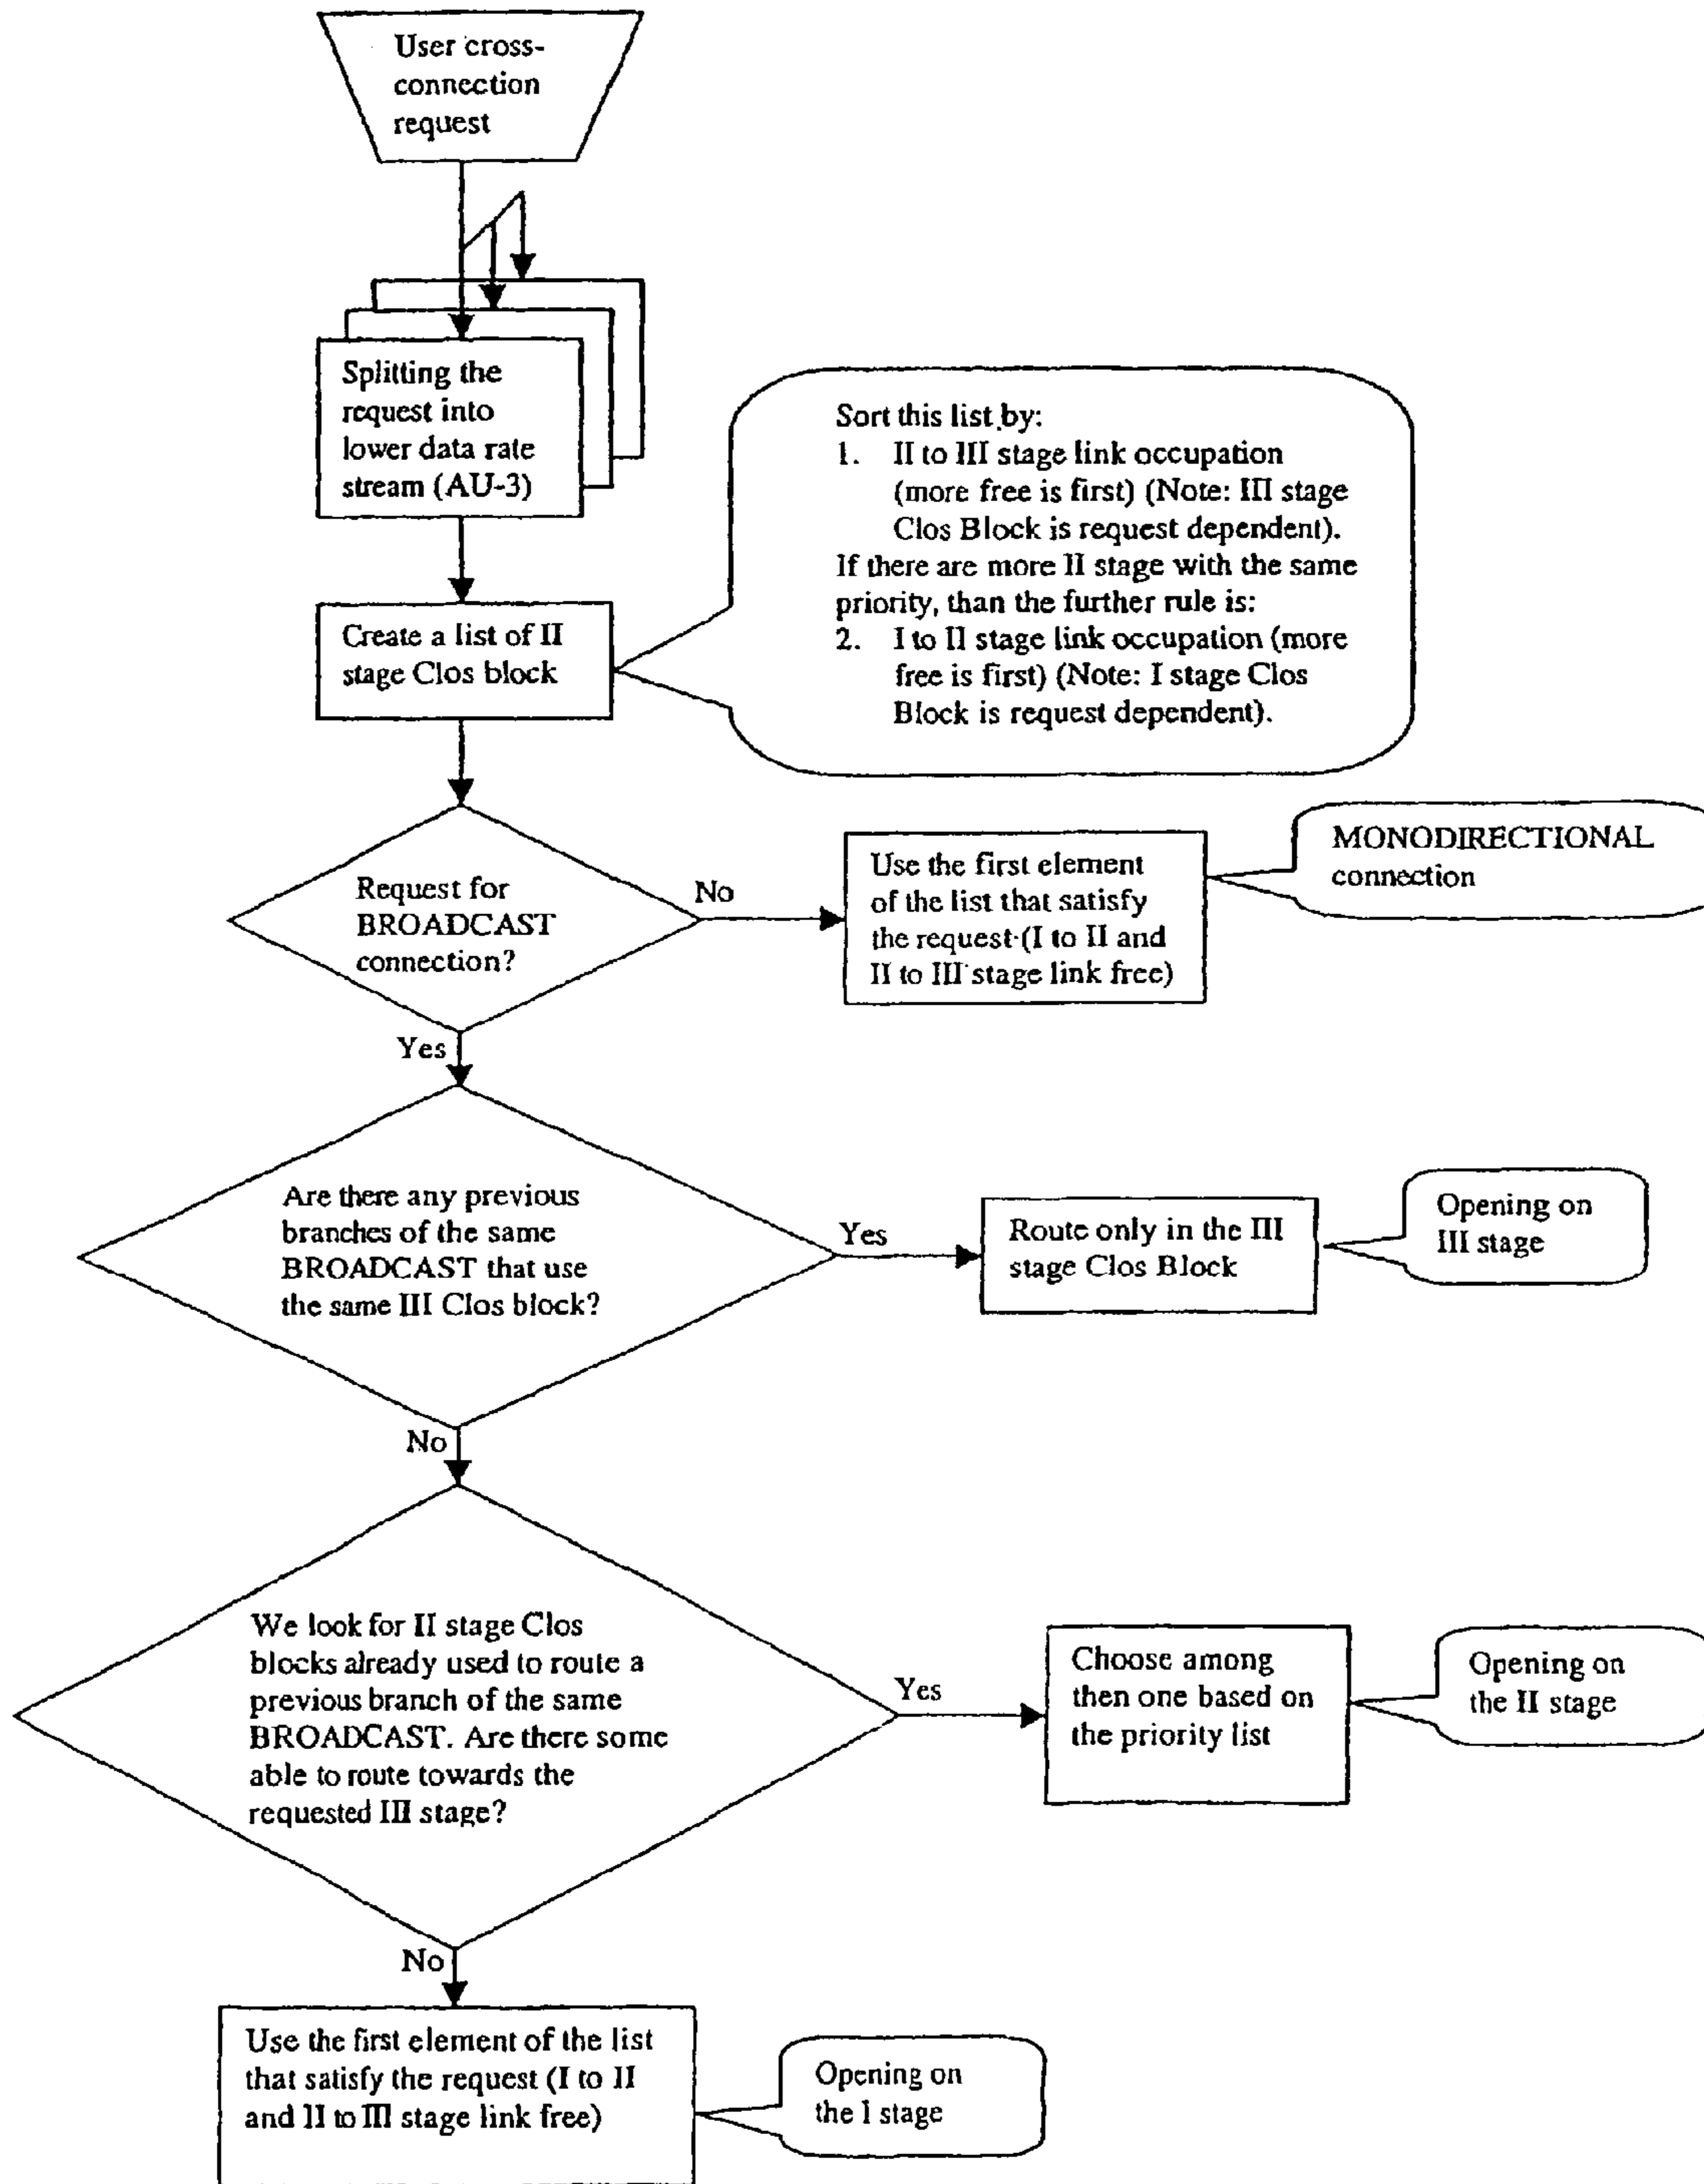 User cross-
connection
request
Splitting the
request into
lower data rate
stream (AU-3)
Sort this list by:
1. II to III stage link occupation
(more free is first) (Note: III stage
Clos Block is request dependent).
If there are more II stage with the same
priority, than the further rule is:
2. I to II stage link occupation (more
free is first) (Note: I stage Clos
Block is request dependent).
Create a list of II
stage Clos block
Request for
BROADCAST
connection?
No
Use the first element
of the list that satisfy
the request (I to II and
II to III stage link free)
MONODIRECTIONAL
connection
Yes
Are there any previous
branches of the same
BROADCAST that use
the same III Clos block?
Yes
Route only in the III
stage Clos Block
Opening on
III stage
No
We look for II stage Clos
blocks already used to route a
previous branch of the same
BROADCAST. Are there some
able to route towards the
requested III stage?
Yes
Choose among
then one based on
the priority list
Opening on
the II stage
No
Use the first element of the list
that satisfy the request (I to II
and II to III stage link free)
Opening on
the I stage